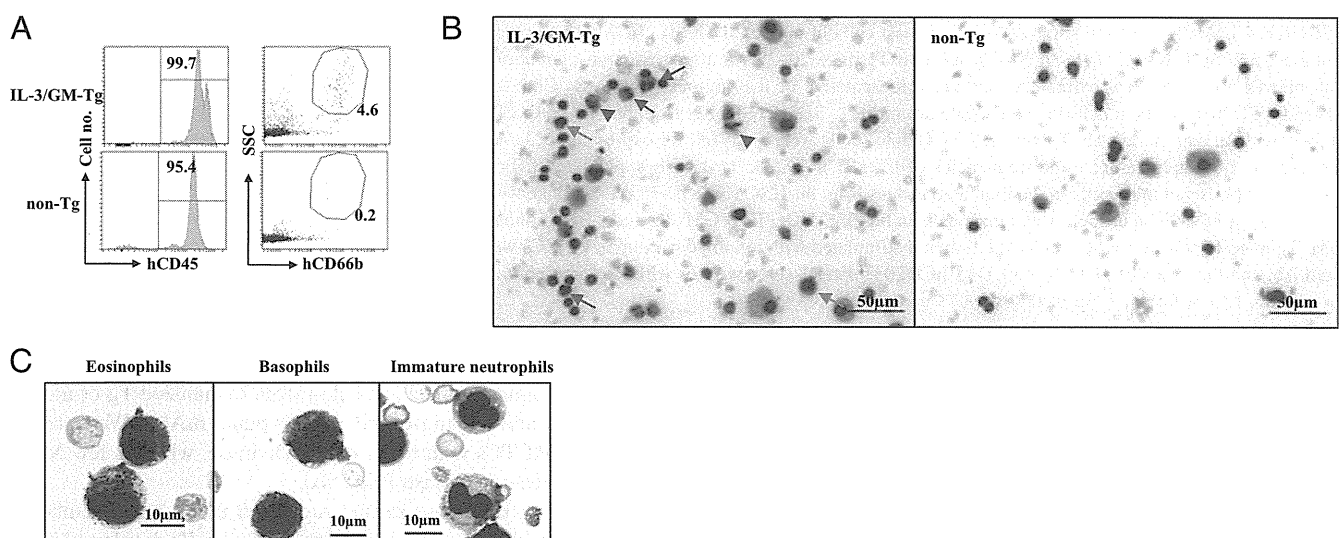 A
IL-3/GM-Tg
99.7
4.6
Cell no.
SSC
95.4
0.2
non-Tg
hCD45
hCD66b
B
IL-3/GM-Tg
non-Tg
50μm
50μm
C
Eosinophils
Basophils
Immature neutrophils
10μm
10μm
10μm